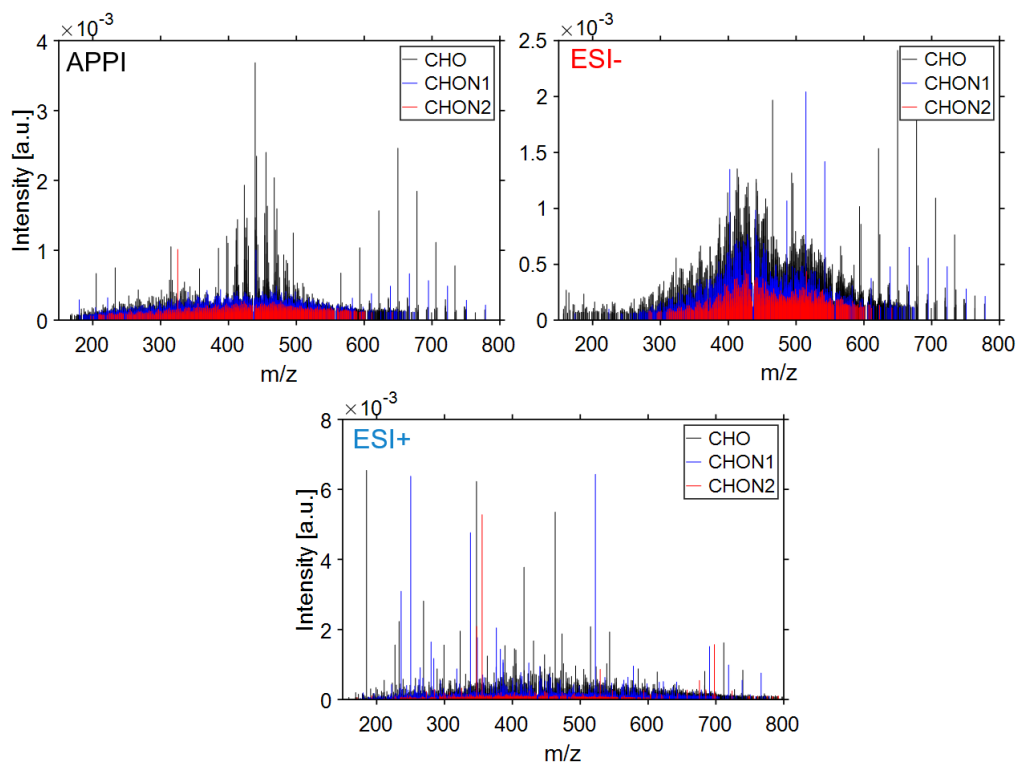 ×10-3
4
3
2
1
0
Intensity [a.u.]
APPI
CHO
CHON1
CHON2
200 300 400 500 600 700 800
m/z
×10-3
2.5
2
1.5
1
0.5
0
Intensity [a.u.]
ESI-
CHO
CHON1
CHON2
200 300 400 500 600 700 800
m/z
×10-3
8
6
4
2
0
Intensity [a.u.]
ESI+
CHO
CHON1
CHON2
200 300 400 500 600 700 800
m/z